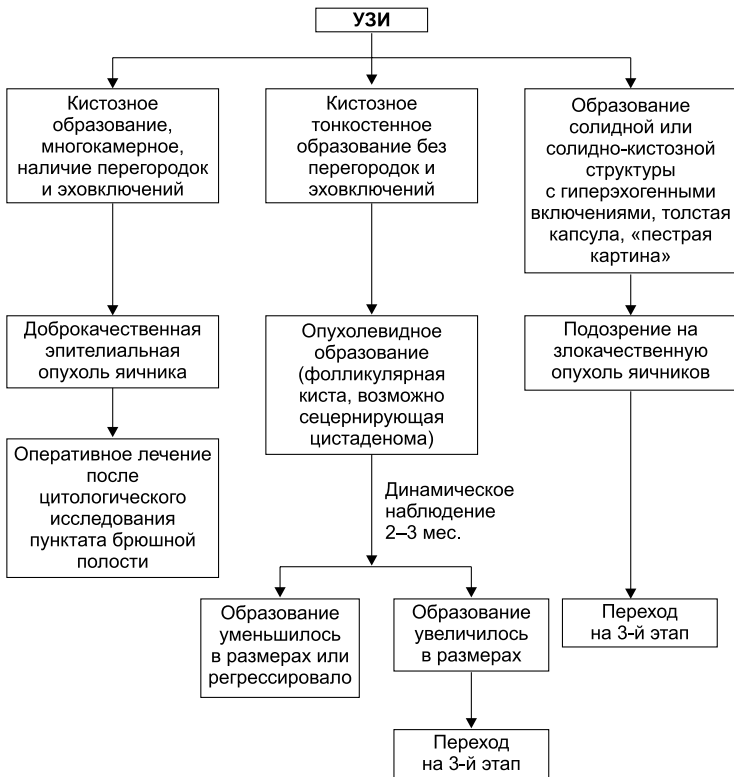 УЗИ
Кистозное
образование,
многокамерное,
наличие перегородок
и эховключений
Кистозное
тонкостенное
образование без
перегородок и
эховключений
Образование
солидной или
солидно-кистозной
структуры
с гиперэхогенными
включениями, толстая
капсула, «пестрая
картина»
Доброкачественная
эпителиальная
опухоль яичника
Опухолевидное
образование
(фолликулярная
киста, возможно
сецернирующая
цистаденома)
Подозрение на
злокачественную
опухоль яичников
Оперативное лечение
после
цитологического
исследования
пунктата брюшной
полости
Динамическое
наблюдение
2–3 мес.
Образование
уменьшилось
в размерах или
регрессировало
Образование
увеличилось
в размерах
Переход
на 3-й этап
Переход
на 3-й этап